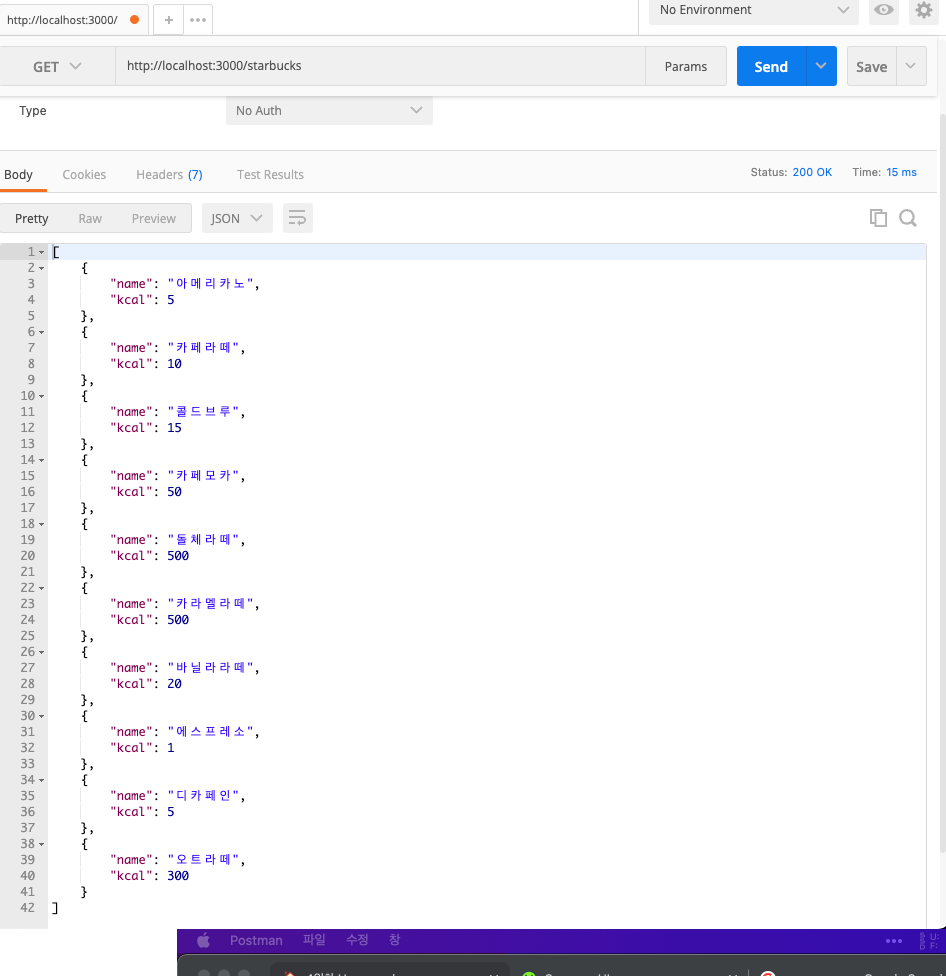 http://localhost:3000/
No Environment
GET
http://localhost:3000/starbucks
Params
Send
Save
Type
No Auth
Body Cookies Headers (7) Test Results Status: 200 OK Time: 15 ms
Pretty Raw Preview JSON
1 [
2 {
3 "name": "아메리카노",
4 "kcal": 5
5 },
6 {
7 "name": "카페라떼",
8 "kcal": 10
9 },
10 {
11 "name": "콜드브루",
12 "kcal": 15
13 },
14 {
15 "name": "카페모카",
16 "kcal": 50
17 },
18 {
19 "name": "돌체라떼",
20 "kcal": 500
21 },
22 {
23 "name": "카라멜라떼",
24 "kcal": 500
25 },
26 {
27 "name": "바닐라라떼",
28 "kcal": 20
29 },
30 {
31 "name": "에스프레소",
32 "kcal": 1
33 },
34 {
35 "name": "디카페인",
36 "kcal": 5
37 },
38 {
39 "name": "오트라떼",
40 "kcal": 300
41 }
42 ]
Postman 파일 수정 창